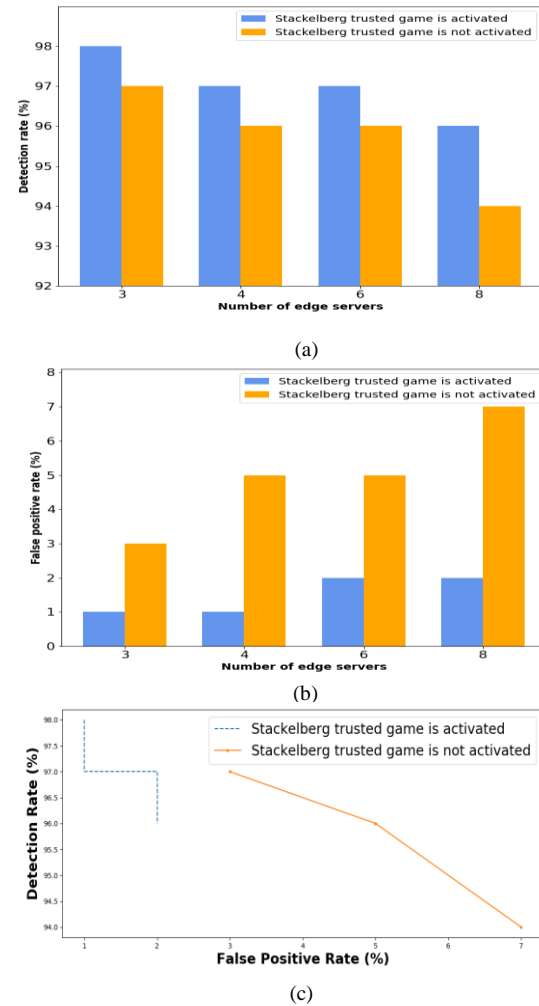 Stackelberg trusted game is activated
Stackelberg trusted game is not activated
98
97
96
95
94
93
92
Detection rate (%)
3 4 6 8
Number of edge servers
(a)
8
7
6
5
4
3
2
1
0
Stackelberg trusted game is activated
Stackelberg trusted game is not activated
False positive rate (%)
3 4 6 8
Number of edge servers
(b)
98.0
97.5
97.0
96.5
96.0
95.5
95.0
94.5
94.0
Stackelberg trusted game is activated
Stackelberg trusted game is not activated
Detection Rate (%)
1 2 3 4 5 6 7
False Positive Rate (%)
(c)